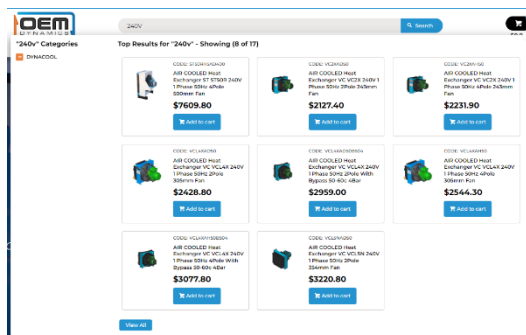 OEM
DYNAMICS
240V
Search
"240v" Categories
DYNACOOL
Top Results for "240v" - Showing (8 of 17)
AIR COOLED Heat
Exchanger ST ST50R 240V
1 Phase 50Hz 4Pole
520mm Fan
$7609.80
Add to cart
AIR COOLED Heat
Exchanger VC VC2X 240V 1
Phase 50Hz 2Pole 245mm
Fan
$2127.40
Add to cart
AIR COOLED Heat
Exchanger VC VC2X 240V 1
Phase 50Hz 4Pole 245mm
Fan
$2231.90
Add to cart
AIR COOLED Heat
Exchanger VC VCL4X 240V
1 Phase 50Hz 2Pole
305mm Fan
$2428.80
Add to cart
AIR COOLED Heat
Exchanger VC VCL4X 240V
1 Phase 50Hz 2Pole With
Bypass 50-60c 4Bar
$2959.00
Add to cart
AIR COOLED Heat
Exchanger VC VCL4X 240V
1 Phase 50Hz 4Pole
305mm Fan
$2544.30
Add to cart
AIR COOLED Heat
Exchanger VC VCL4X 240V
1 Phase 50Hz 4Pole With
Bypass 50-60c 4Bar
$3077.80
Add to cart
AIR COOLED Heat
Exchanger VC VCL5N 240V
1 Phase 50Hz 2Pole
254mm Fan
$3220.80
Add to cart
View All